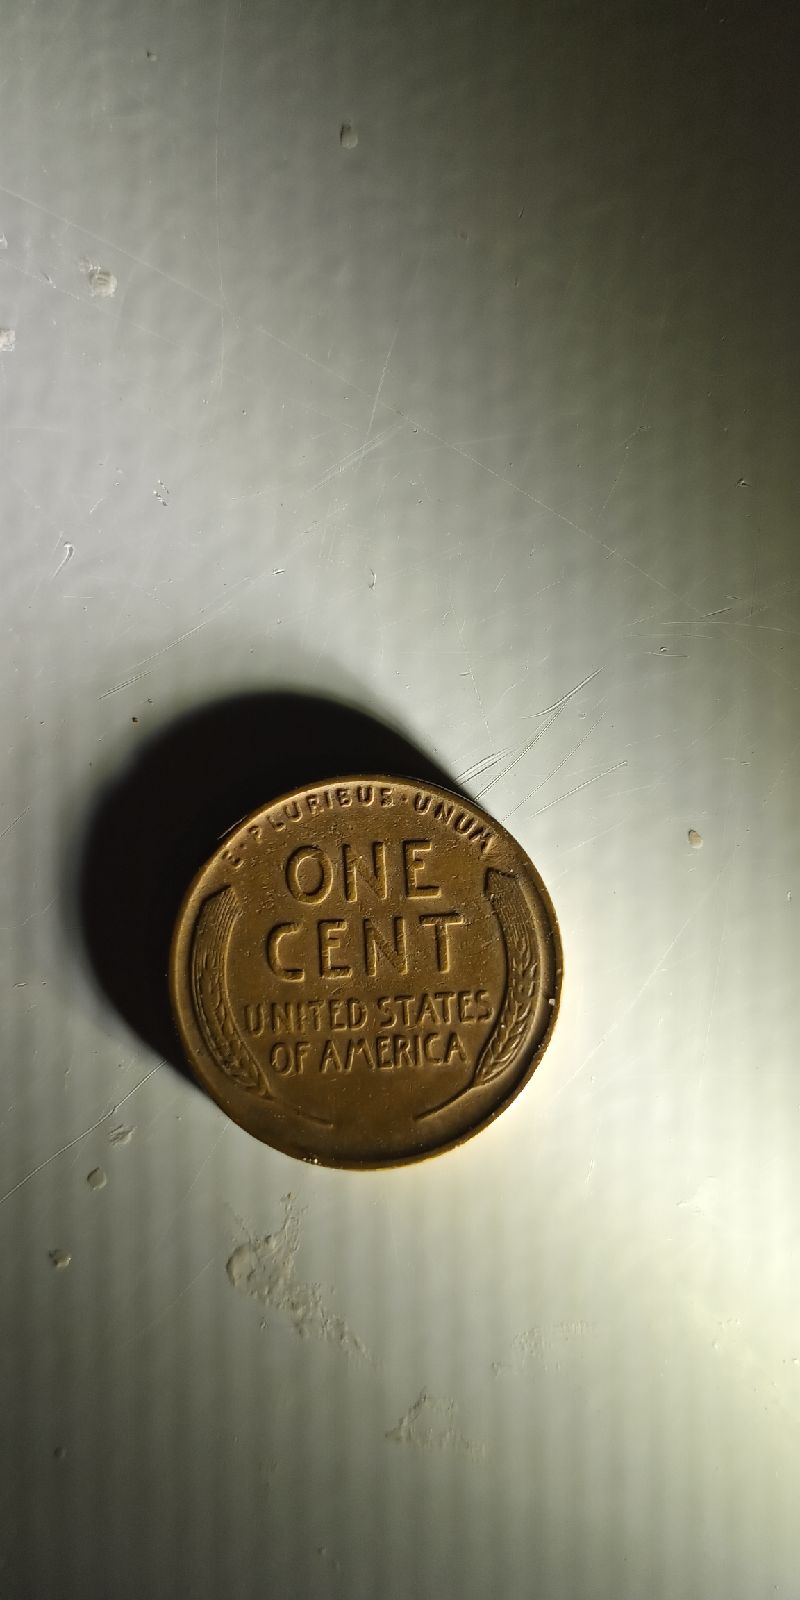 E·PLURIBUS·UNUM
ONE
CENT
UNITED STATES
OF AMERICA